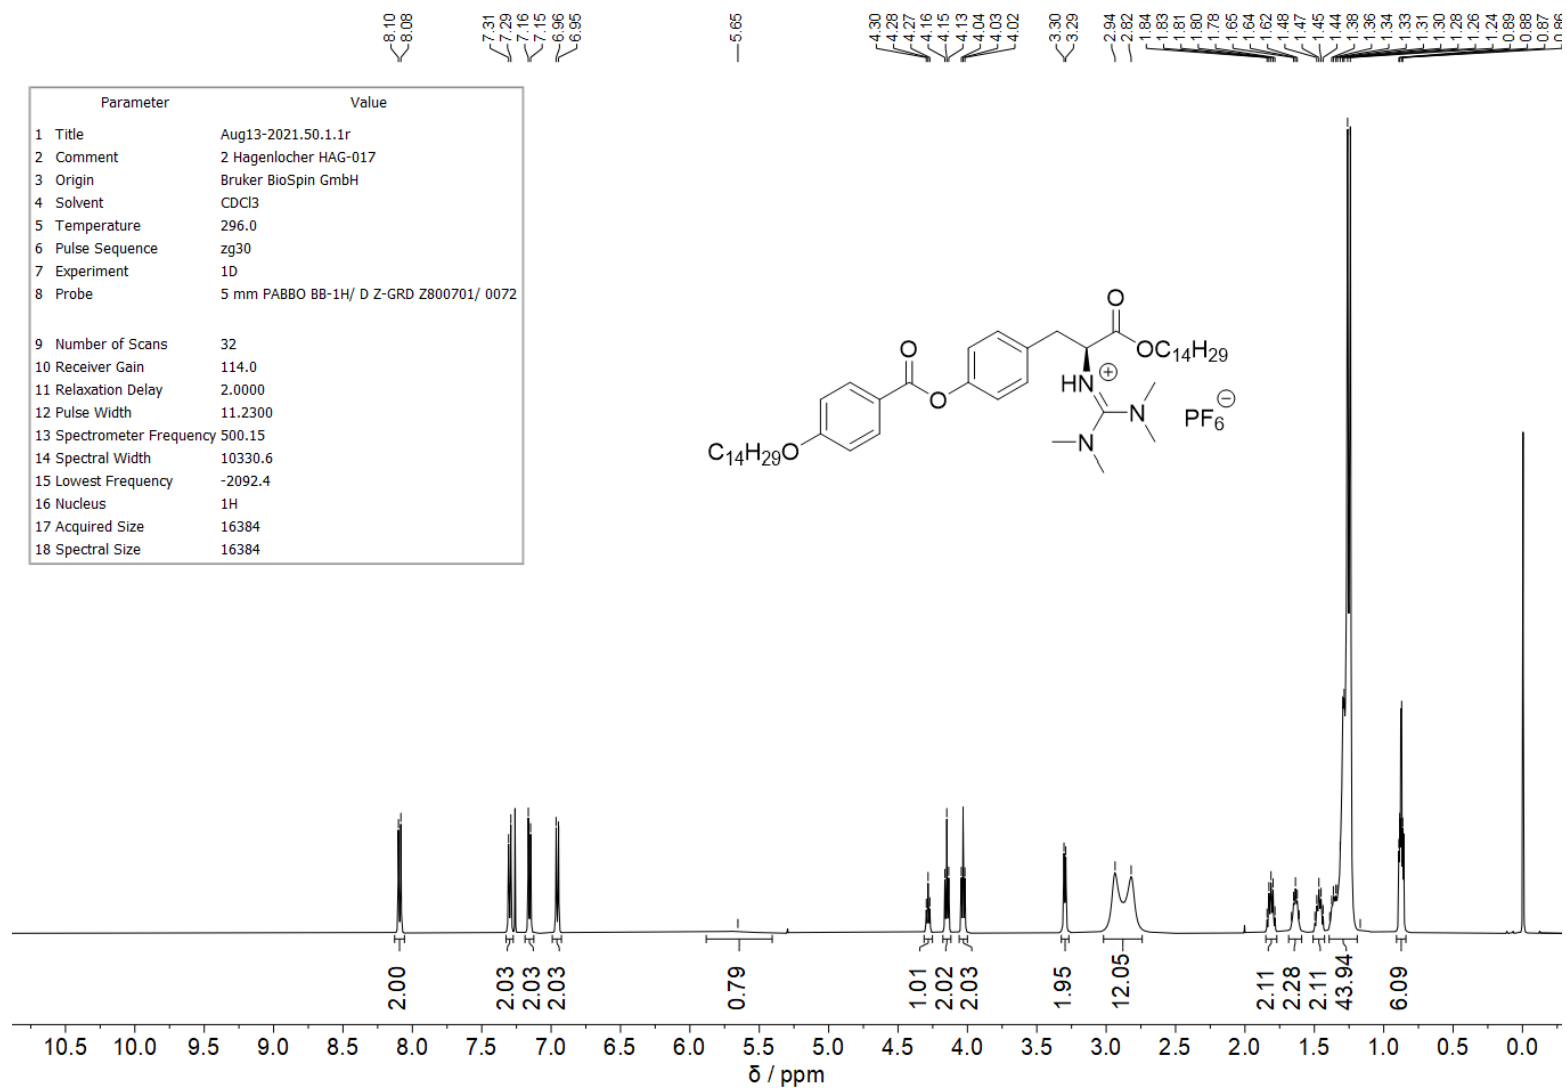 8.10 8.08 7.31 7.29 7.16 7.15 6.96 6.95 5.65 4.30 4.28 4.27 4.16 4.15 4.13 4.04 4.03 4.02 3.30 3.29 2.94 2.82 1.84 1.83 1.81 1.80 1.78 1.65 1.64 1.62 1.48 1.47 1.45 1.44 1.38 1.36 1.34 1.33 1.31 1.30 1.28 1.26 1.24 0.89 0.88 0.87 0.86
Parameter Value
1 Title Aug13-2021.50.1.1r
2 Comment 2 Hagenlocher HAG-017
3 Origin Bruker BioSpin GmbH
4 Solvent CDCl3
5 Temperature 296.0
6 Pulse Sequence zg30
7 Experiment 1D
8 Probe 5 mm PABBO BB-1H/ D Z-GRD Z800701/ 0072
9 Number of Scans 32
10 Receiver Gain 114.0
11 Relaxation Delay 2.0000
12 Pulse Width 11.2300
13 Spectrometer Frequency 500.15
14 Spectral Width 10330.6
15 Lowest Frequency -2092.4
16 Nucleus 1H
17 Acquired Size 16384
18 Spectral Size 16384
O
O
OC14H29
O
HN ⊕
N
N
PF6 ⊖
C14H29O
2.00 2.03 2.03 2.03 0.79 1.01 2.02 2.03 1.95 12.05 2.11 2.28 2.11 43.94 6.09
10.5 10.0 9.5 9.0 8.5 8.0 7.5 7.0 6.5 6.0 5.5 5.0 4.5 4.0 3.5 3.0 2.5 2.0 1.5 1.0 0.5 0.0
δ / ppm